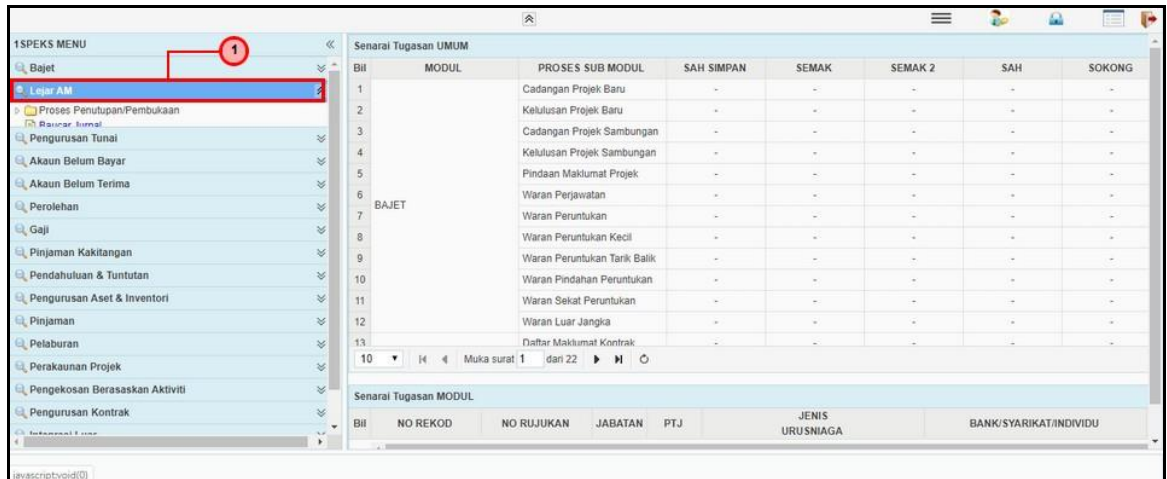 1SPEKS MENU
1
Bajet
Lejar AM
Proses Penutupan/Pembukaan
Baucar Jurnal
Pengurusan Tunai
Akaun Belum Bayar
Akaun Belum Terima
Perolehan
Gaji
Pinjaman Kakitangan
Pendahuluan & Tuntutan
Pengurusan Aset & Inventori
Pinjaman
Pelaburan
Perakaunan Projek
Pengekosan Berasaskan Aktiviti
Pengurusan Kontrak
Integrasi Luar
Senarai Tugasan UMUM
Bil MODUL PROSES SUB MODUL SAH SIMPAN SEMAK SEMAK 2 SAH SOKONG
BAJET
1 Cadangan Projek Baru - - - - -
2 Kelulusan Projek Baru - - - - -
3 Cadangan Projek Sambungan - - - - -
4 Kelulusan Projek Sambungan - - - - -
5 Pindaan Maklumat Projek - - - - -
6 Waran Perjawatan - - - - -
7 Waran Peruntukan - - - - -
8 Waran Peruntukan Kecil - - - - -
9 Waran Peruntukan Tarik Balik - - - - -
10 Waran Pindahan Peruntukan - - - - -
11 Waran Sekat Peruntukan - - - - -
12 Waran Luar Jangka - - - - -
13 Daftar Maklumat Kontrak - - - - -
10 Muka surat 1 dari 22
Senarai Tugasan MODUL
Bil NO REKOD NO RUJUKAN JABATAN PTJ JENIS URUSNIAGA BANK/SYARIKAT/INDIVIDU
javascript:void(0)